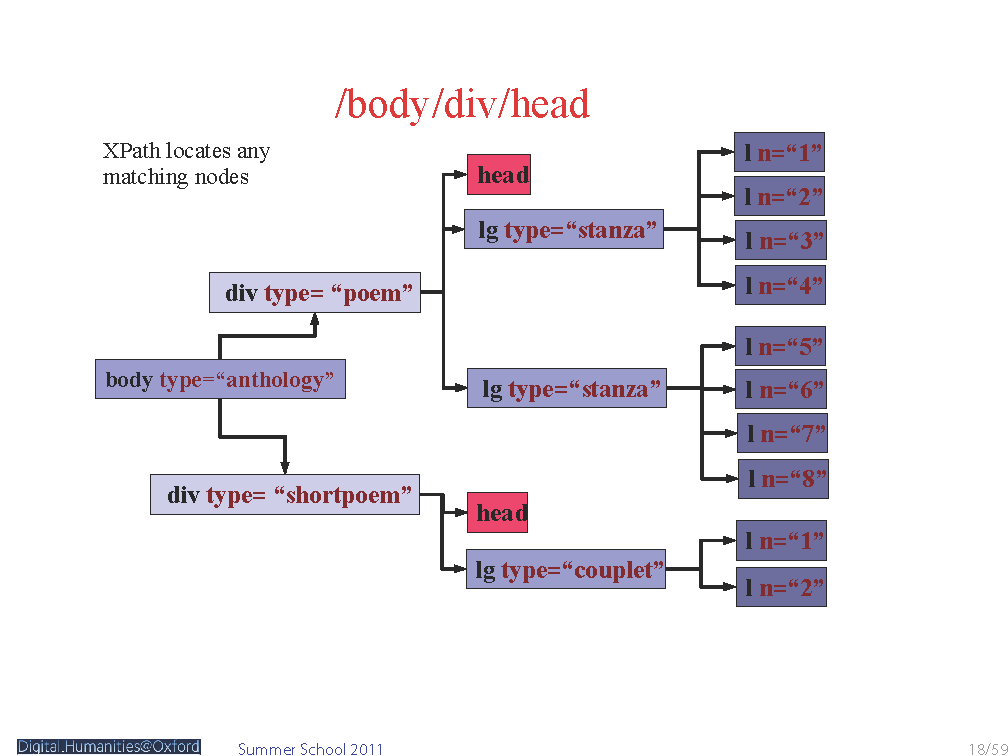 /body/div/head
XPath locates any
matching nodes
head
lg type=“stanza”
l n=“1”
l n=“2”
l n=“3”
l n=“4”
div type= “poem”
body type=“anthology”
lg type=“stanza”
l n=“5”
l n=“6”
l n=“7”
l n=“8”
div type= “shortpoem”
head
lg type=“couplet”
l n=“1”
l n=“2”
Digital.Humanities@Oxford
Summer School 2011
18/59